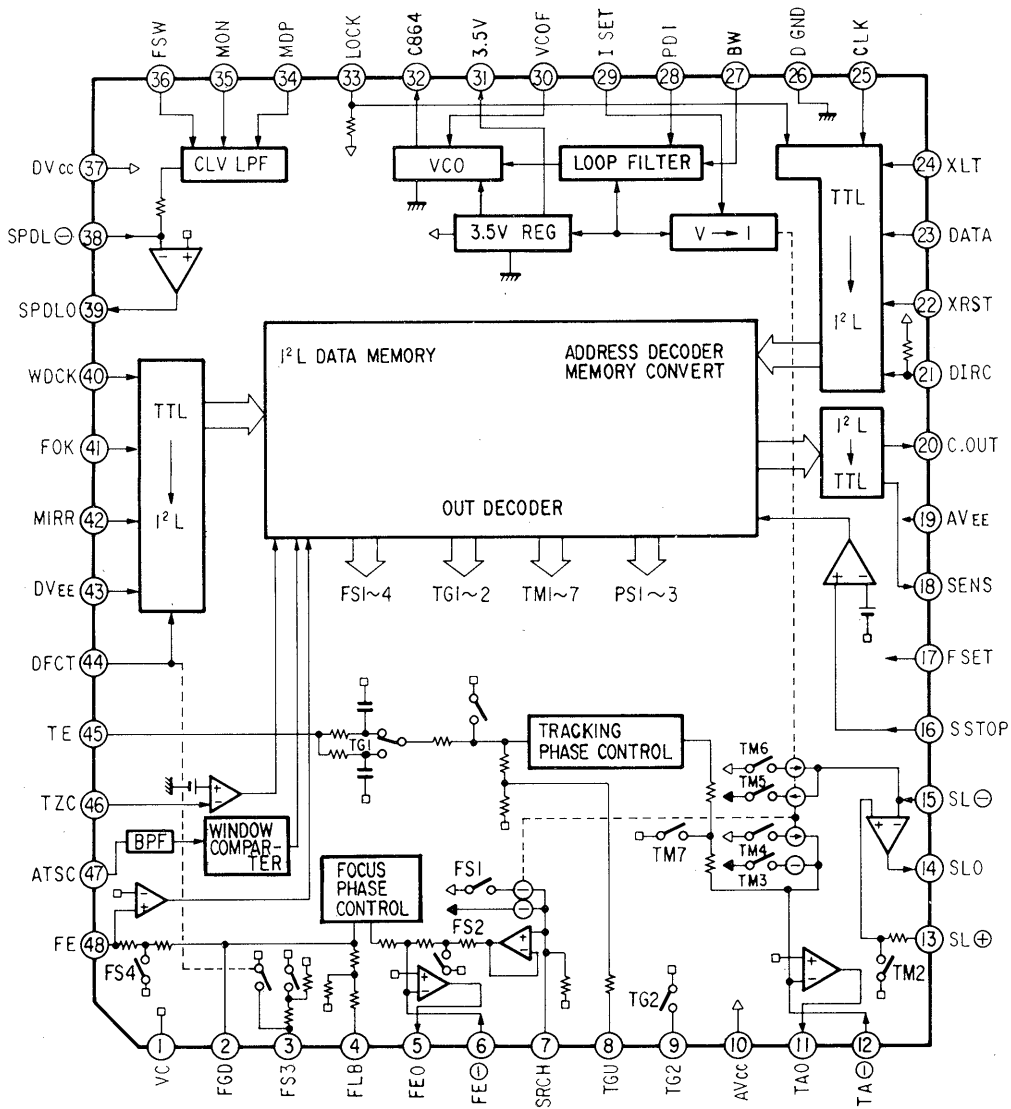 FSW
MON
MDP
LOCK
C864
3.5V
VCOF
ISET
PDI
BW
DGND
CLK
36
35
34
33
32
31
30
29
28
27
26
25
DVcc
37
CLV LPF
VCO
LOOP FILTER
24
XLT
SPDL⊖
38
3.5V REG
V → I
TTL
↓
I²L
23
DATA
SPDLO
39
22
XRST
WDCK
40
TTL
↓
I²L
I²L DATA MEMORY
ADDRESS DECODER
MEMORY CONVERT
21
DIRC
FOK
41
I²L
↓
TTL
20
C.OUT
MIRR
42
OUT DECODER
19
AVEE
DVEE
43
FS1~4
TG1~2
TM1~7
PS1~3
18
SENS
DFCT
44
17
FSET
TE
45
TG1
TRACKING
PHASE CONTROL
16
SSTOP
TZC
46
TM6
TM5
15
SL⊖
ATSC
47
BPF
WINDOW
COMPAR-
TER
TM7
TM4
TM3
14
SLO
FOCUS
PHASE
CONTROL
FS1
FS2
FE
48
FS4
13
SL⊕
TM2
TG2
1
2
3
4
5
6
7
8
9
10
11
12
VC
FGD
FS3
FLB
FEO
FE⊖
SRCH
TGU
TG2
AVcc
TAO
TA⊖